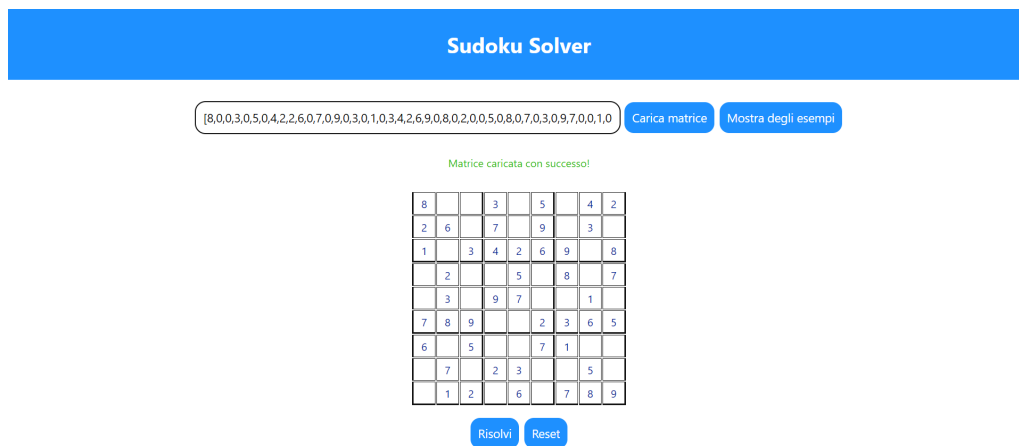 Sudoku Solver
[8,0,0,3,0,5,0,4,2,2,6,0,7,0,9,0,3,0,1,0,3,4,2,6,9,0,8,0,2,0,0,5,0,8,0,7,0,3,0,9,7,0,0,1,0 Carica matrice Mostra degli esempi
Matrice caricata con successo!
8 3 5 4 2
2 6 7 9 3
1 3 4 2 6 9 8
2 5 8 7
3 9 7 1
7 8 9 2 3 6 5
6 5 7 1
7 2 3 5
1 2 6 7 8 9
Risolvi Reset